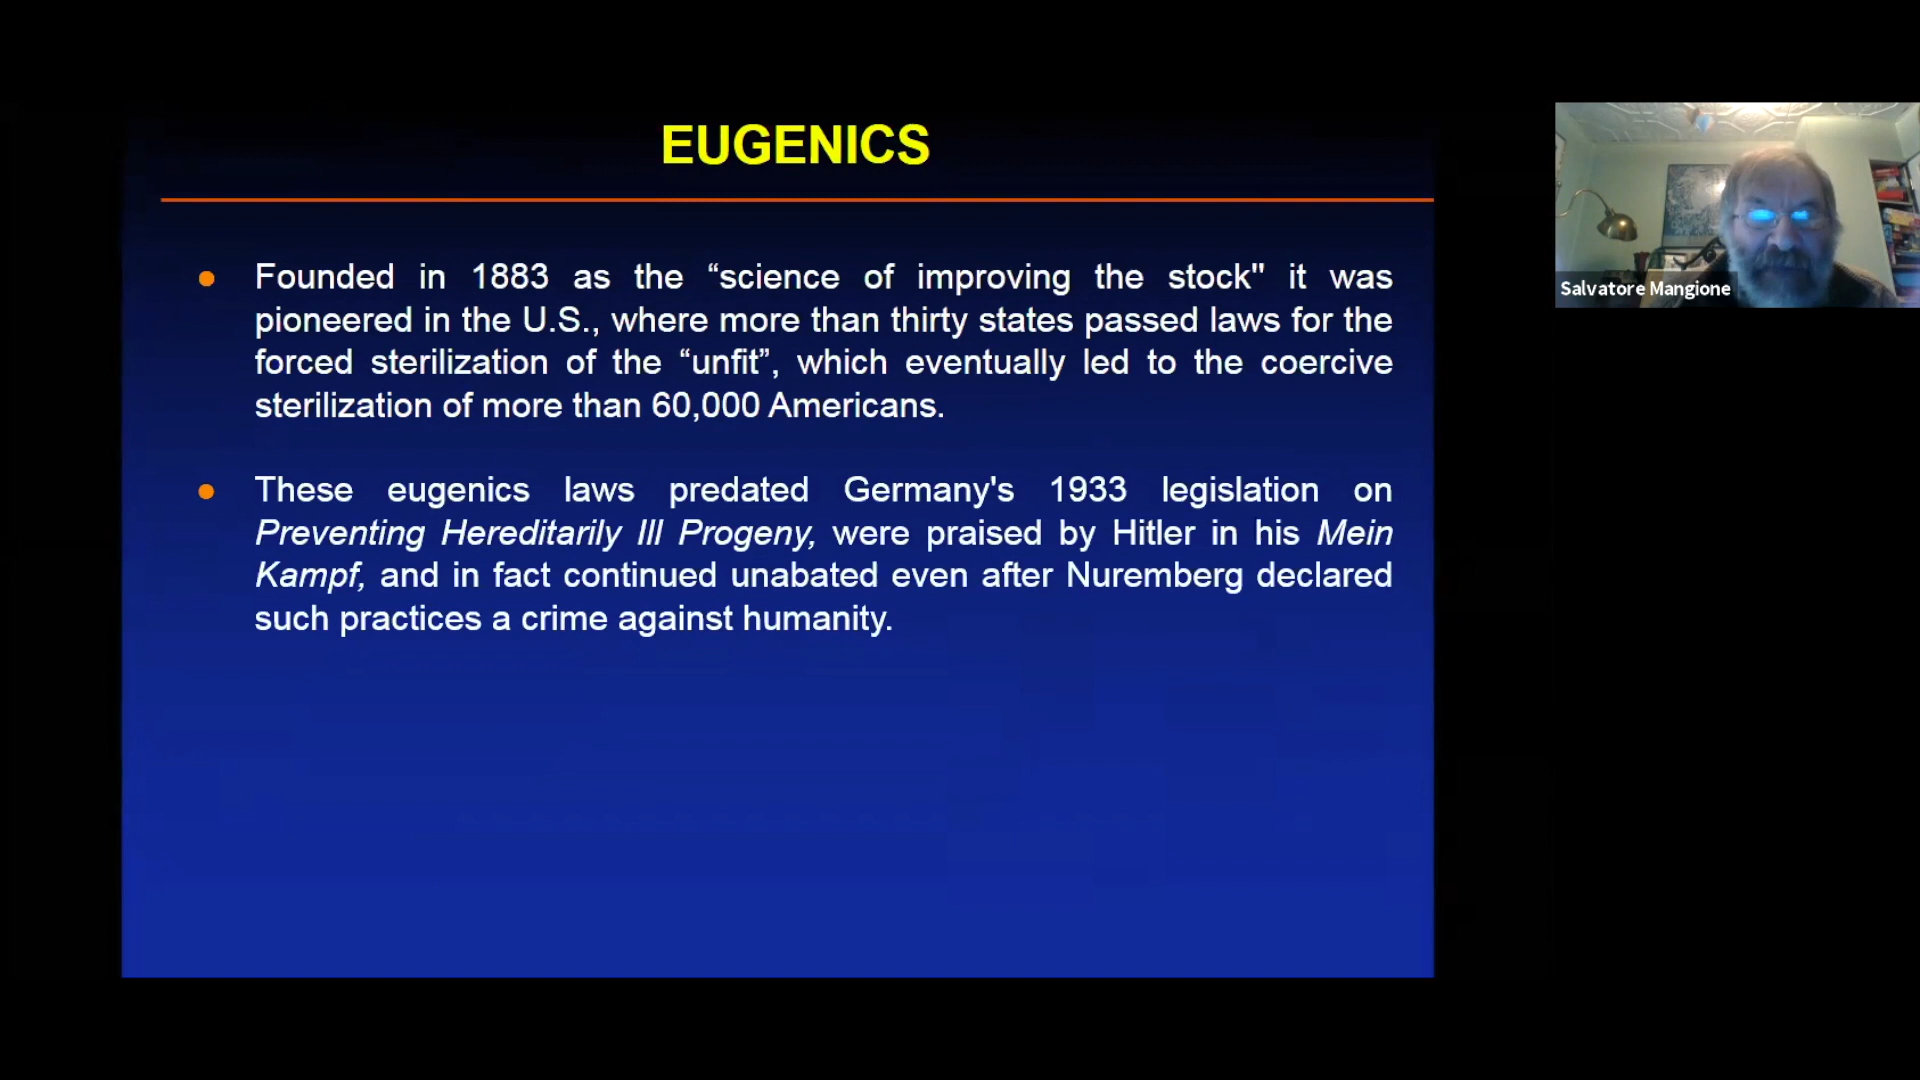 EUGENICS
Founded in 1883 as the “science of improving the stock" it was
pioneered in the U.S., where more than thirty states passed laws for the
forced sterilization of the “unfit”, which eventually led to the coercive
sterilization of more than 60,000 Americans.
These eugenics laws predated Germany's 1933 legislation on
Preventing Hereditarily Ill Progeny, were praised by Hitler in his Mein
Kampf, and in fact continued unabated even after Nuremberg declared
such practices a crime against humanity.
Salvatore Mangione